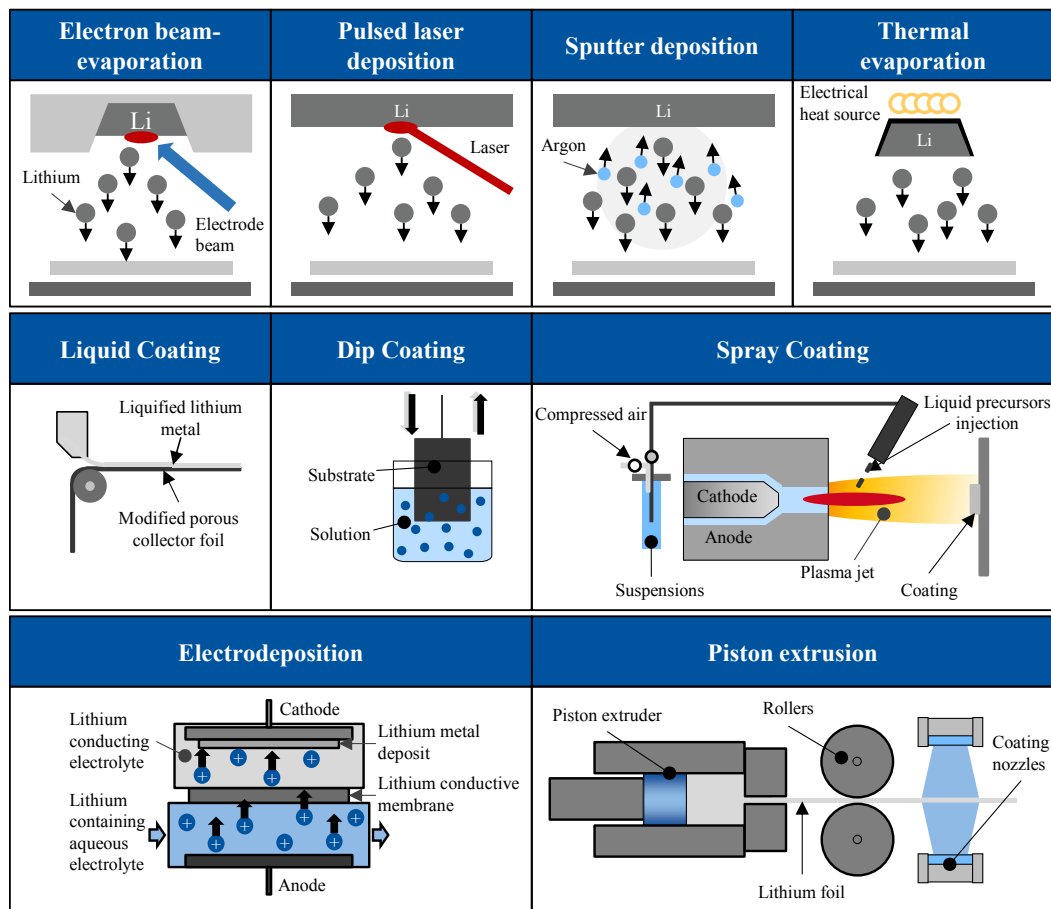 Electron beam-
evaporation
Pulsed laser
deposition
Sputter deposition
Thermal
evaporation
Li
Lithium
Electrode
beam
Li
Laser
Li
Argon
Electrical
heat source
Li
Liquid Coating
Dip Coating
Spray Coating
Liquified lithium
metal
Modified porous
collector foil
Substrate
Solution
Compressed air
Liquid precursors
injection
Cathode
Anode
Plasma jet
Suspensions
Coating
Electrodeposition
Piston extrusion
Cathode
Lithium
conducting
electrolyte
Lithium metal
deposit
Lithium conductive
membrane
Lithium
containing
aqueous
electrolyte
+
+
+
+
+
+
+
+
+
+
Anode
Piston extruder
Rollers
Coating
nozzles
Lithium foil